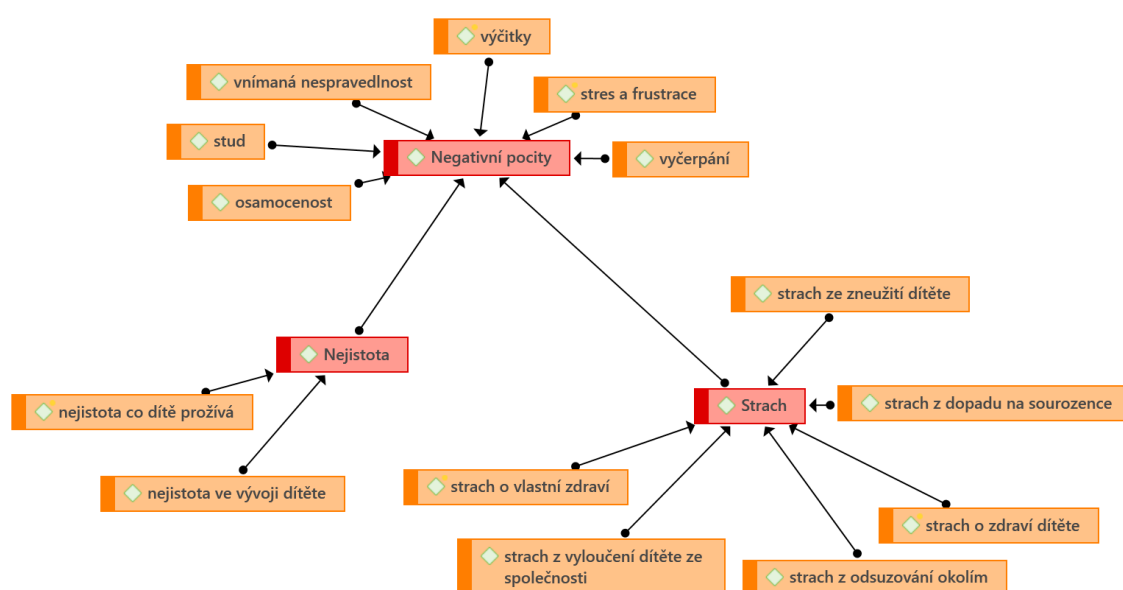 výčitky
vnímaná nespravedlnost
stres a frustrace
stud
Negativní pocity
vyčerpání
osamocenost
strach ze zneužití dítěte
Nejistota
nejistota co dítě prožívá
Strach
strach z dopadu na sourozence
nejistota ve vývoji dítěte
strach o vlastní zdraví
strach o zdraví dítěte
strach z vyloučení dítěte ze
společnosti
strach z odsuzování okolím